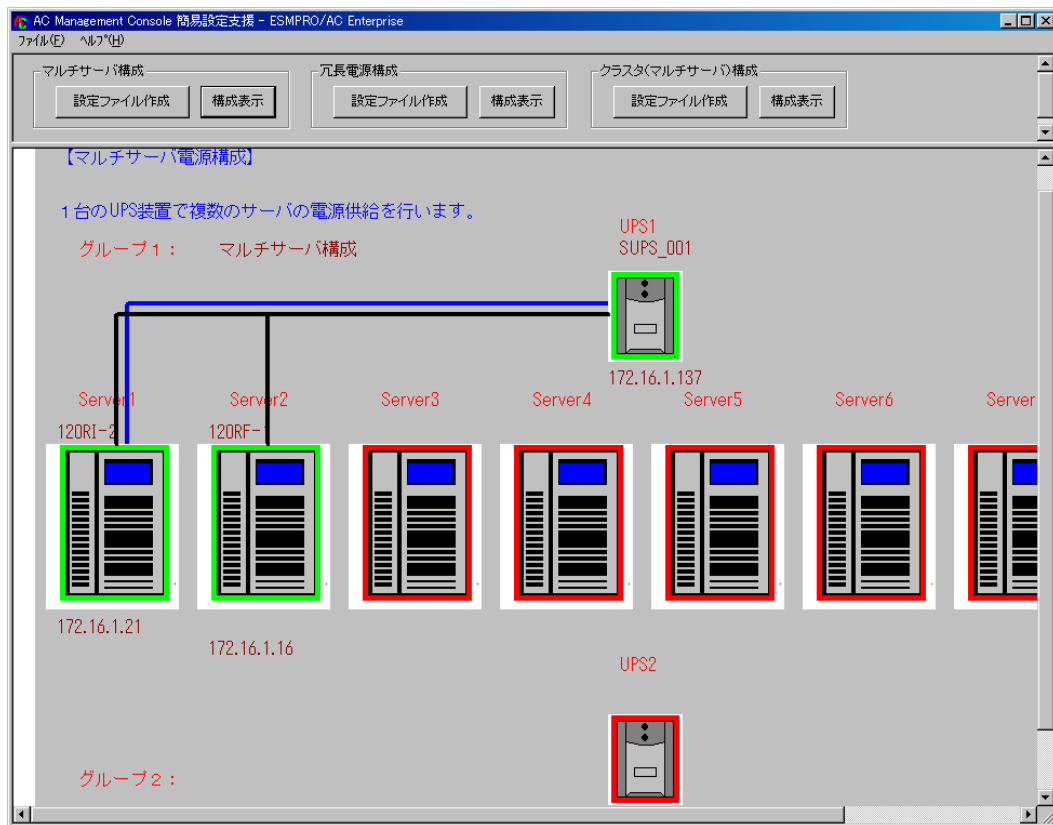 AC Management Console 簡易設定支援 - ESMPRO/AC Enterprise
ファイル(F) ヘルプ(H)
マルチサーバ構成 冗長電源構成 クラスタ(マルチサーバ)構成
設定ファイル作成 構成表示 設定ファイル作成 構成表示 設定ファイル作成 構成表示
【マルチサーバ電源構成】
1台のUPS装置で複数のサーバの電源供給を行います。
UPS1
グループ1： マルチサーバ構成 SUPS_001
172.16.1.137
Server1 Server2 Server3 Server4 Server5 Server6 Server
120RI-2 120RF-1
172.16.1.21
172.16.1.16
UPS2
グループ2：